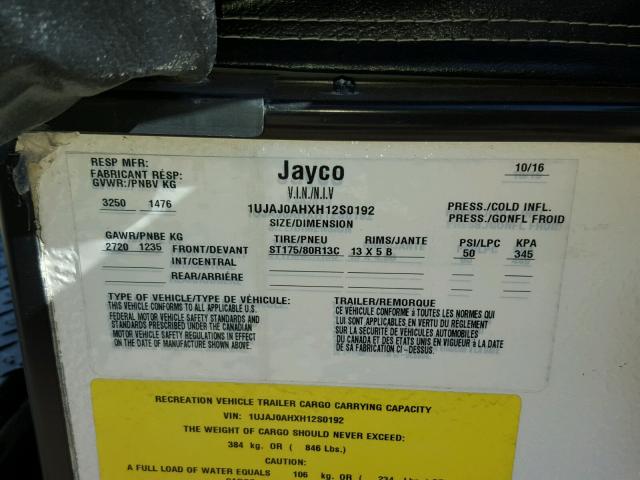 RESP MFR:
FABRICANT RESP:
GVWR:/PNBV KG
Jayco
10/16
V.I.N./N.I.V
3250 1476
1UJAJ0AHXH12S0192
PRESS./COLD INFL.
SIZE/DIMENSION
PRESS./GONFL FROID
GAWR/PNBE KG
TIRE/PNEU RIMS/JANTE PSI/LPC KPA
2720 1235 FRONT/DEVANT ST175/80R13C 13 X 5 B 50 345
INT/CENTRAL
REAR/ARRIÉRE
TYPE OF VEHICLE/TYPE DE VÉHICULE:
THIS VEHICLE CONFORMS TO ALL APPLICABLE U.S.
FEDERAL MOTOR VEHICLE SAFETY STANDARDS AND
STANDARDS PRESCRIBED UNDER THE CANADIAN
MOTOR VEHICLE SAFETY REGULATIONS IN EFFECT
ON THE DATE OF MANUFACTURE SHOWN ABOVE.
TRAILER/REMORQUE
CE VÉHICULE CONFORME À TOUTES LES NORMES QUI
LUI SONT APPLICABLES EN VERTU DU RÈGLEMENT
SUR LA SÉCURITÉ DE VÉHICULES AUTOMOBILES
DU CANADA ET DES ETATS UNIS EN VIGUEUR À LA DATE
DE SA FABRICATION CI -DESSUS.
RECREATION VEHICLE TRAILER CARGO CARRYING CAPACITY
VIN: 1UJAJ0AHXH12S0192
THE WEIGHT OF CARGO SHOULD NEVER EXCEED:
384 kg. OR ( 846 Lbs.)
CAUTION:
A FULL LOAD OF WATER EQUALS 106 kg. OR ( 234